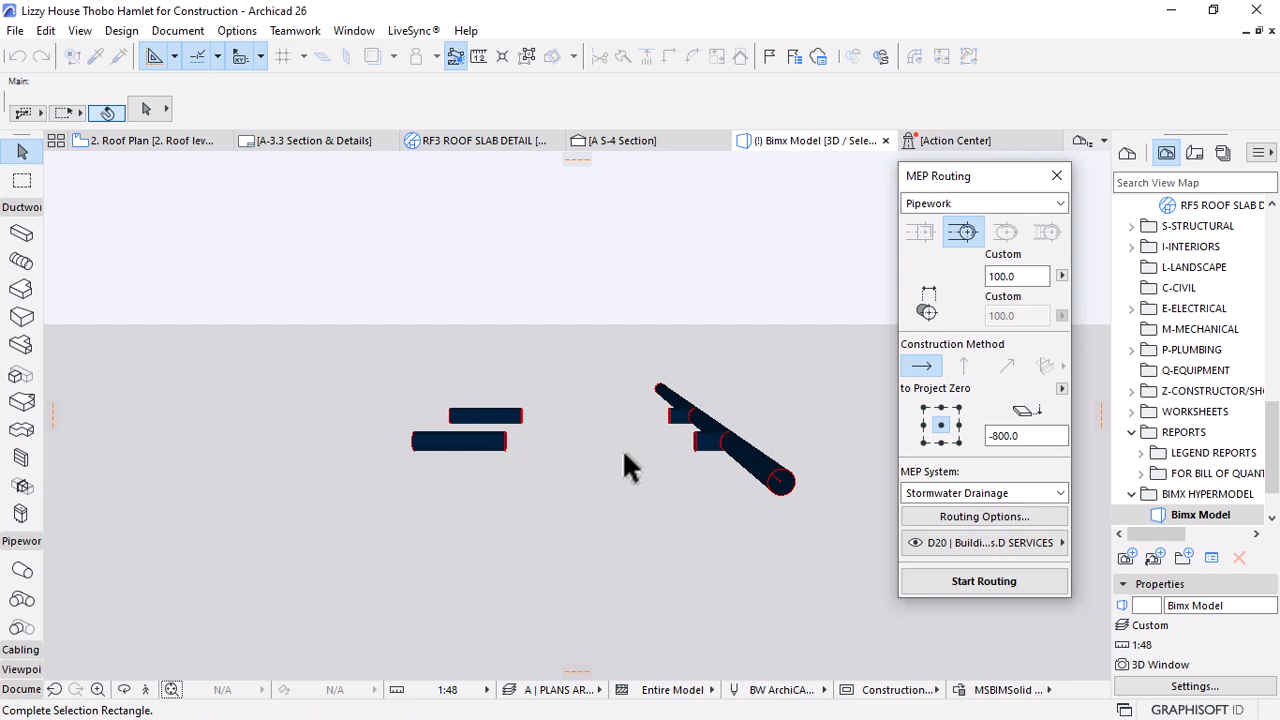 Lizzy House Thobo Hamlet for Construction - Archicad 26
File Edit View Design Document Options Teamwork Window LiveSync® Help
Main:
2. Roof Plan [2. Roof lev...
[A-3.3 Section & Details]
RF3 ROOF SLAB DETAIL [...
[A S-4 Section]
(!) Bimx Model [3D / Sele...
[Action Center]
Ductwo
Pipewor
Cabling
Viewpoi
Docume
MEP Routing
Pipework
Custom
100.0
Custom
100.0
Construction Method
to Project Zero
-800.0
MEP System:
Stormwater Drainage
Routing Options...
D20 | Buildi...s.D SERVICES
Start Routing
Search View Map
RF5 ROOF SLAB D
S-STRUCTURAL
I-INTERIORS
L-LANDSCAPE
C-CIVIL
E-ELECTRICAL
M-MECHANICAL
P-PLUMBING
Q-EQUIPMENT
Z-CONSTRUCTOR/SH
WORKSHEETS
REPORTS
LEGEND REPORTS
FOR BILL OF QUANT
BIMX HYPERMODEL
Bimx Model
Properties
Bimx Model
Custom
1:48
3D Window
Settings...
N/A
N/A
1:48
A | PLANS AR...
Entire Model
BW ArchiCA...
Construction...
MSBIMSolid ...
Complete Selection Rectangle.
GRAPHISOFT ID